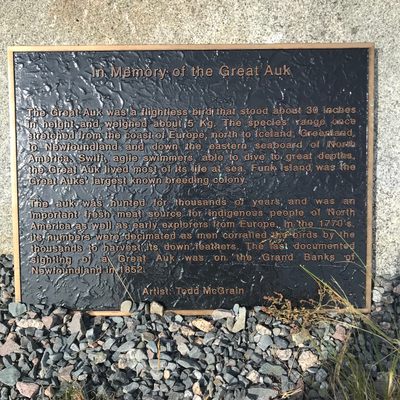 In Memory of the Great Auk
The Great Auk was a flightless bird that stood about 30 inches
in height and weighed about 5 Kg. The species' range once
stretched from the coast of Europe, north to Iceland, Greenland,
to Newfoundland and down the eastern seaboard of North
America. Swift, agile swimmers, able to dive to great depths,
the Great Auk lived most of its life at sea. Funk Island was the
Great Auks' largest known breeding colony.
The auk was hunted for thousands of years, and was an
important fresh meat source for indigenous people of North
America as well as early explorers from Europe. In the 1770's,
its numbers were decimated as men corralled the birds by the
thousands to harvest its down feathers. The last documented
sighting of a Great Auk was on the Grand Banks of
Newfoundland in 1852.
Artist: Todd McGrain